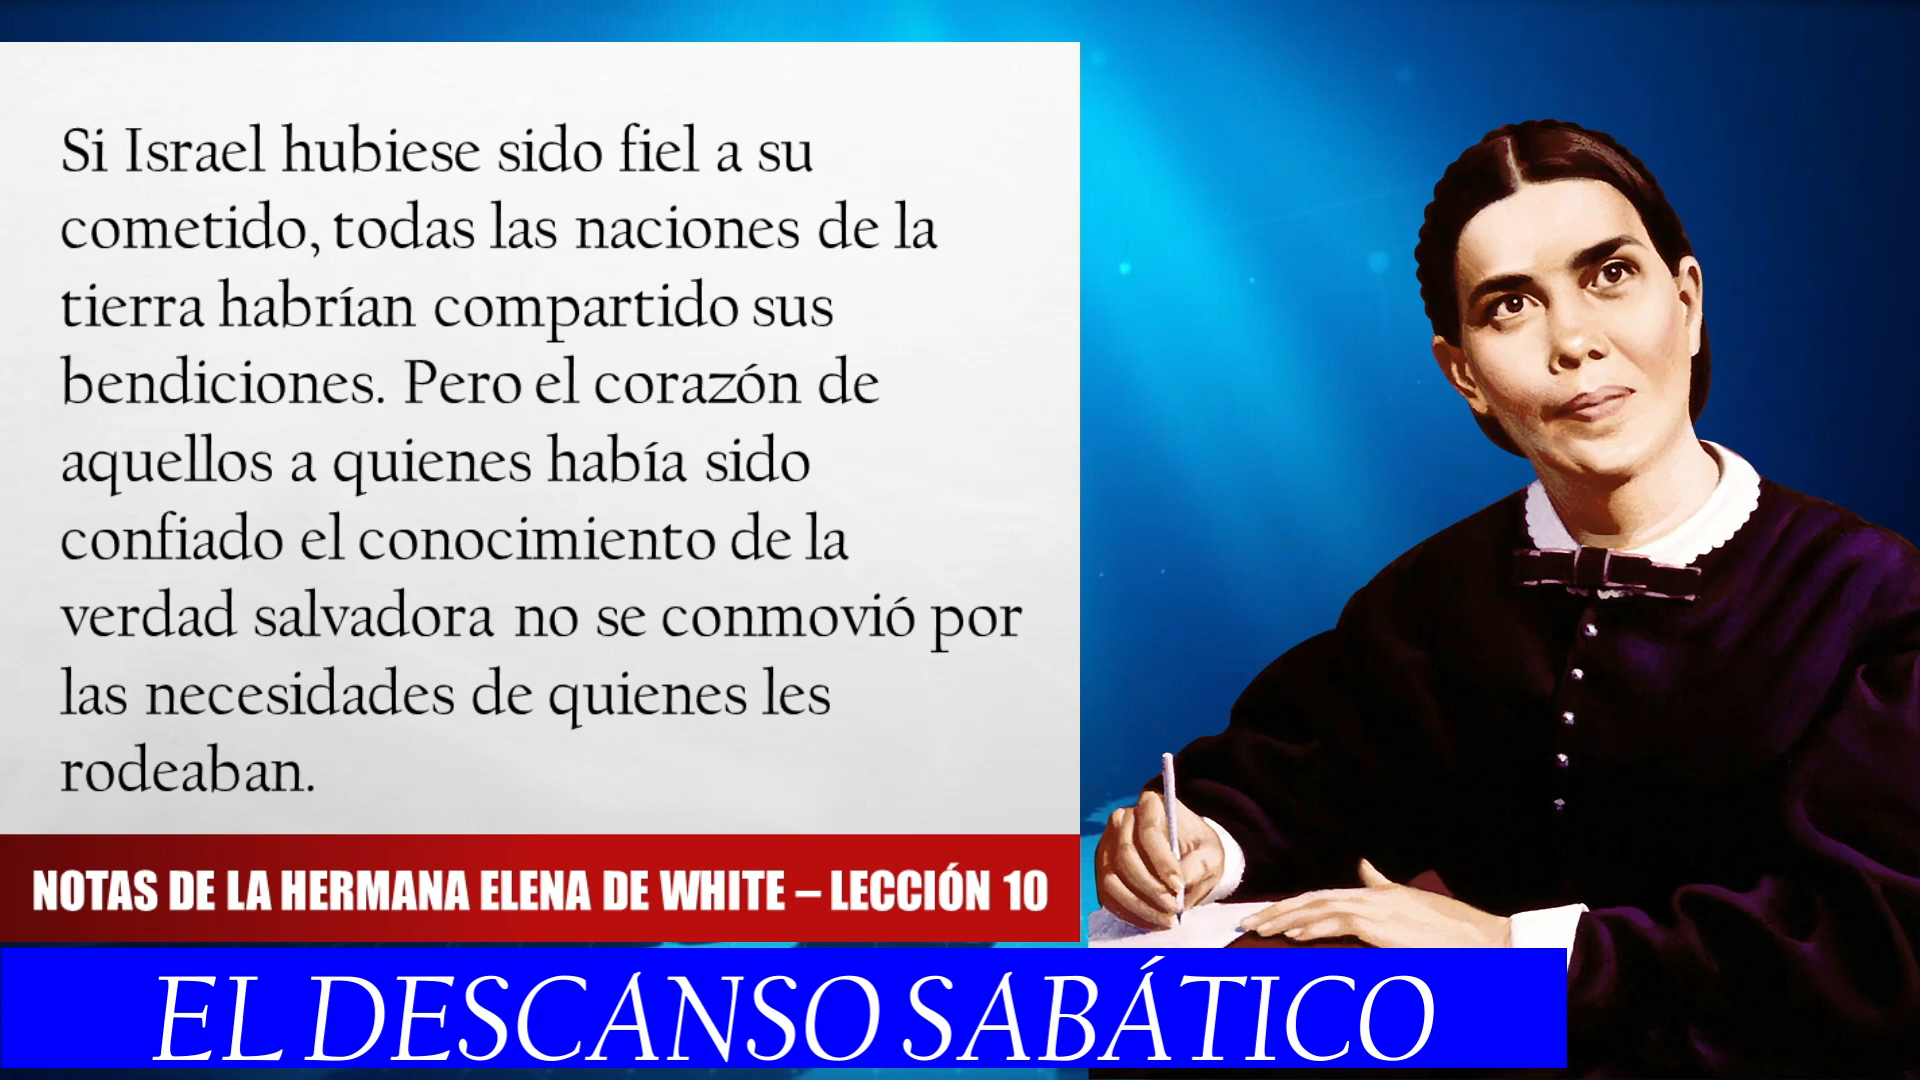 Si Israel hubiese sido fiel a su
cometido, todas las naciones de la
tierra habrían compartido sus
bendiciones. Pero el corazón de
aquellos a quienes había sido
confiado el conocimiento de la
verdad salvadora no se conmovió por
las necesidades de quienes les
rodeaban.
NOTAS DE LA HERMANA ELENA DE WHITE – LECCIÓN 10
EL DESCANSO SABÁTICO